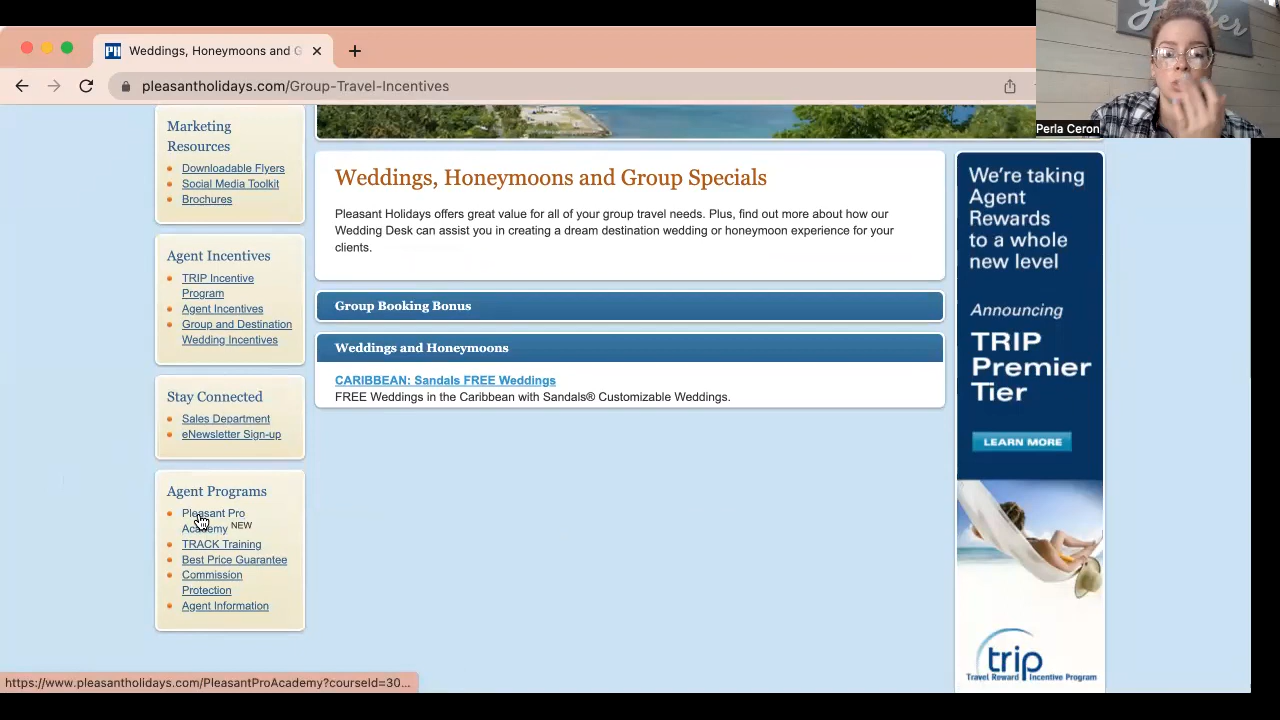 Weddings, Honeymoons and G
pleasantholidays.com/Group-Travel-Incentives
Perla Ceron
Marketing
Resources
Downloadable Flyers
Social Media Toolkit
Brochures
Agent Incentives
TRIP Incentive
Program
Agent Incentives
Group and Destination
Wedding Incentives
Stay Connected
Sales Department
eNewsletter Sign-up
Agent Programs
Pleasant Pro
Academy NEW
TRACK Training
Best Price Guarantee
Commission
Protection
Agent Information
Weddings, Honeymoons and Group Specials
Pleasant Holidays offers great value for all of your group travel needs. Plus, find out more about how our
Wedding Desk can assist you in creating a dream destination wedding or honeymoon experience for your
clients.
Group Booking Bonus
Weddings and Honeymoons
CARIBBEAN: Sandals FREE Weddings
FREE Weddings in the Caribbean with Sandals® Customizable Weddings.
We're taking
Agent
Rewards
to a whole
new level
Announcing
TRIP
Premier
Tier
LEARN MORE
trip
Travel Reward Incentive Program
https://www.pleasantholidays.com/PleasantProAcademy?courseId=30...